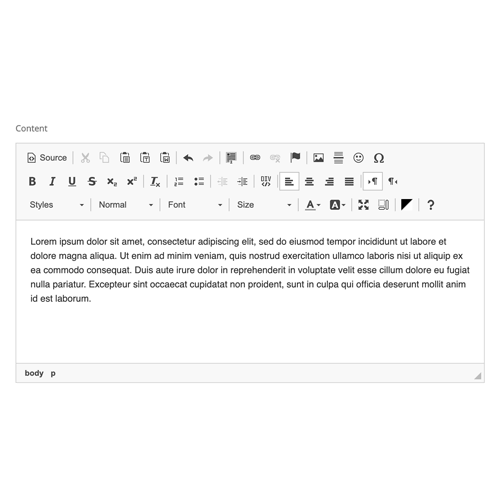 Content
Source
Styles Normal Font Size
Lorem ipsum dolor sit amet, consectetur adipiscing elit, sed do eiusmod tempor incididunt ut labore et
dolore magna aliqua. Ut enim ad minim veniam, quis nostrud exercitation ullamco laboris nisi ut aliquip ex
ea commodo consequat. Duis aute irure dolor in reprehenderit in voluptate velit esse cillum dolore eu fugiat
nulla pariatur. Excepteur sint occaecat cupidatat non proident, sunt in culpa qui officia deserunt mollit anim
id est laborum.
body p